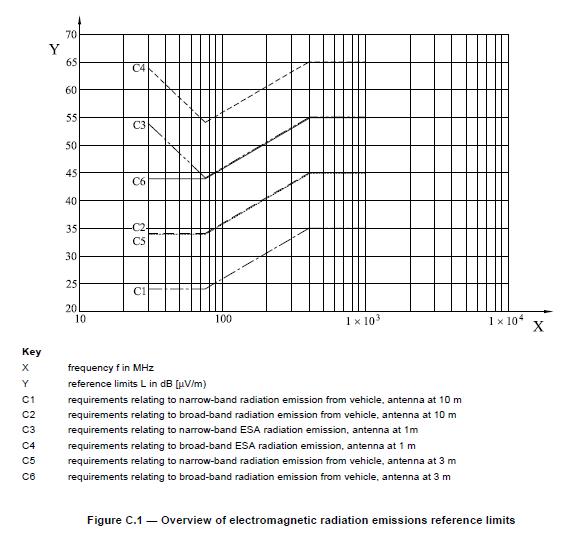 Y
70
65
60
55
50
45
40
35
30
25
20
C4
C3
C6
C2
C5
C1
10 100 1 × 10³ 1 × 10⁴ X
Key
X frequency f in MHz
Y reference limits L in dB [µV/m)
C1 requirements relating to narrow-band radiation emission from vehicle, antenna at 10 m
C2 requirements relating to broad-band radiation emission from vehicle, antenna at 10 m
C3 requirements relating to narrow-band ESA radiation emission, antenna at 1m
C4 requirements relating to broad-band ESA radiation emission, antenna at 1 m
C5 requirements relating to narrow-band radiation emission from vehicle, antenna at 3 m
C6 requirements relating to broad-band radiation emission from vehicle, antenna at 3 m
Figure C.1 — Overview of electromagnetic radiation emissions reference limits